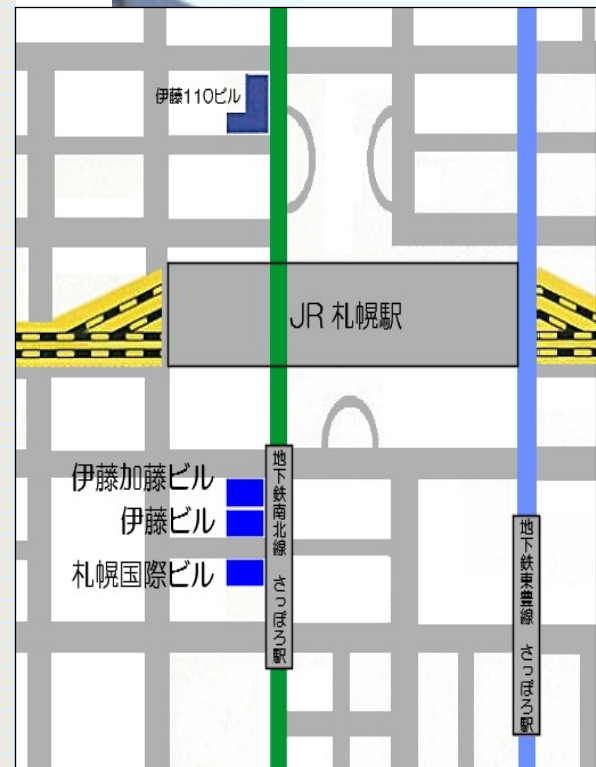 伊藤110ビル
JR 札幌駅
伊藤加藤ビル
伊藤ビル
札幌国際ビル
地下鉄南北線 さっぽろ駅
地下鉄東豊線 さっぽろ駅